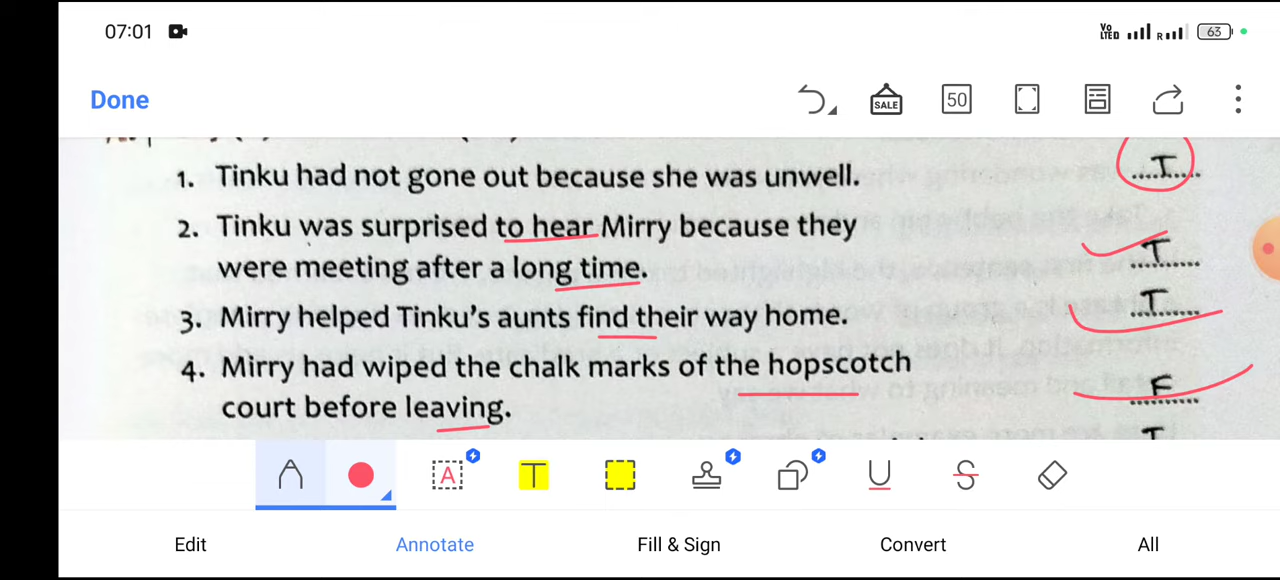 07:01
Vo LTED R 63
Done
SALE 50
1. Tinku had not gone out because she was unwell. T
2. Tinku was surprised to hear Mirry because they
were meeting after a long time. T
3. Mirry helped Tinku's aunts find their way home. T
4. Mirry had wiped the chalk marks of the hopscotch
court before leaving. F
T
A T U S
Edit Annotate Fill & Sign Convert All